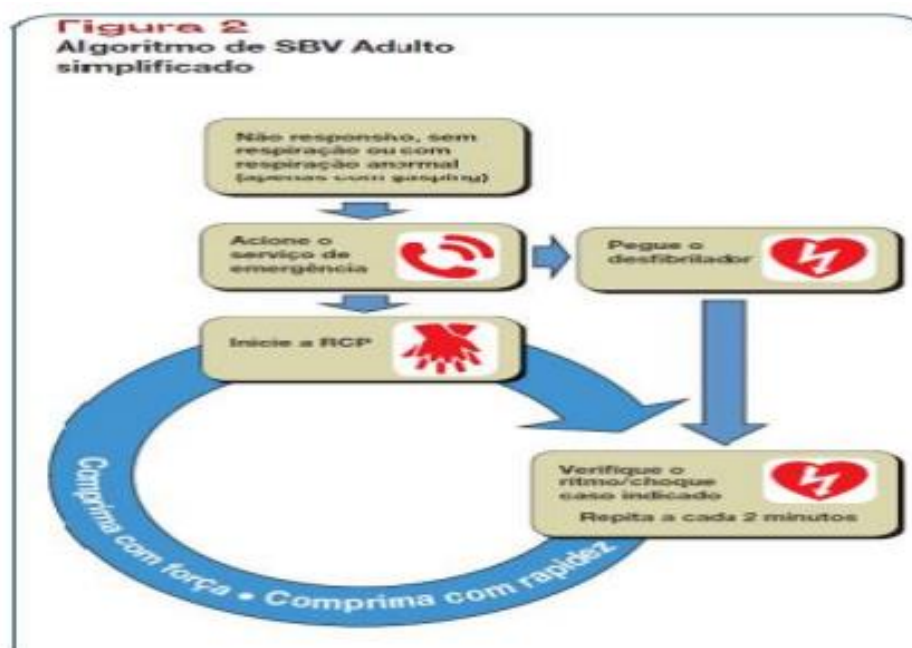 Figura 2
Algoritmo de SBV Adulto
simplificado
Não responsivo, sem
respiração ou com
respiração anormal
(apenas com gasping)
Acione o
serviço de
emergência
Pegue o
desfibrilador
Inicie a RCP
Verifique o
ritmo/choque
caso indicado
Repita a cada 2 minutos
Comprima com força • Comprima com rapidez